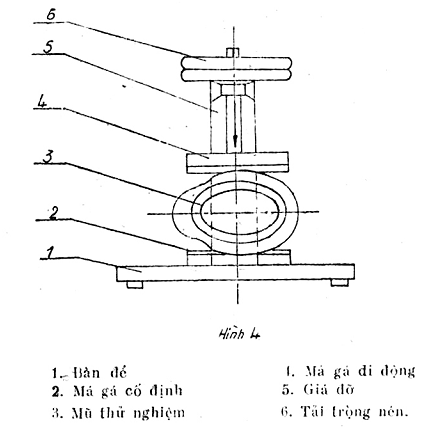 6
5
4
3
2
1
Hình 4
1. Bàn đế
2. Má gá cố định
3. Mũ thử nghiệm
4. Má gá di động
5. Giá đỡ
6. Tải trọng nén.